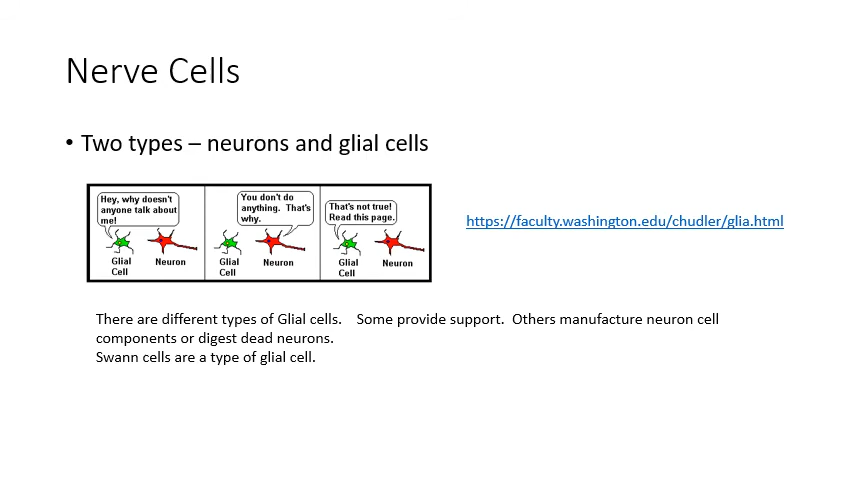 Nerve Cells
• Two types – neurons and glial cells
Hey, why doesn't
anyone talk about
me!
Glial
Cell
Neuron
You don't do
anything. That's
why.
Glial
Cell
Neuron
That's not true!
Read this page.
Glial
Cell
Neuron
https://faculty.washington.edu/chudler/glia.html
There are different types of Glial cells. Some provide support. Others manufacture neuron cell
components or digest dead neurons.
Swann cells are a type of glial cell.